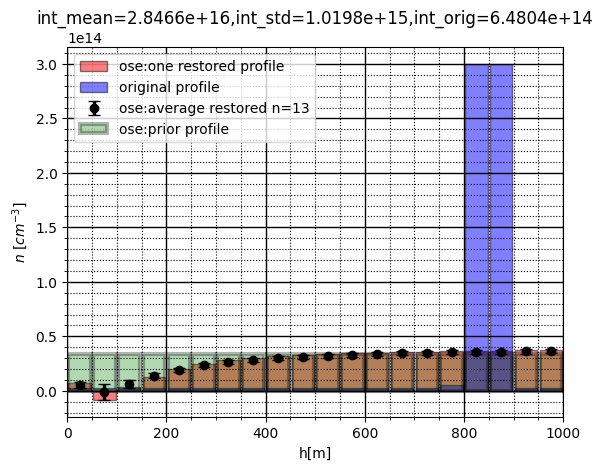 int_mean=2.8466e+16,int_std=1.0198e+15,int_orig=6.4804e+14
1e14
ose:one restored profile
original profile
ose:average restored n=13
ose:prior profile
3.0
2.5
2.0
1.5
1.0
0.5
0.0
n [cm⁻³]
0 200 400 600 800 1000
h[m]